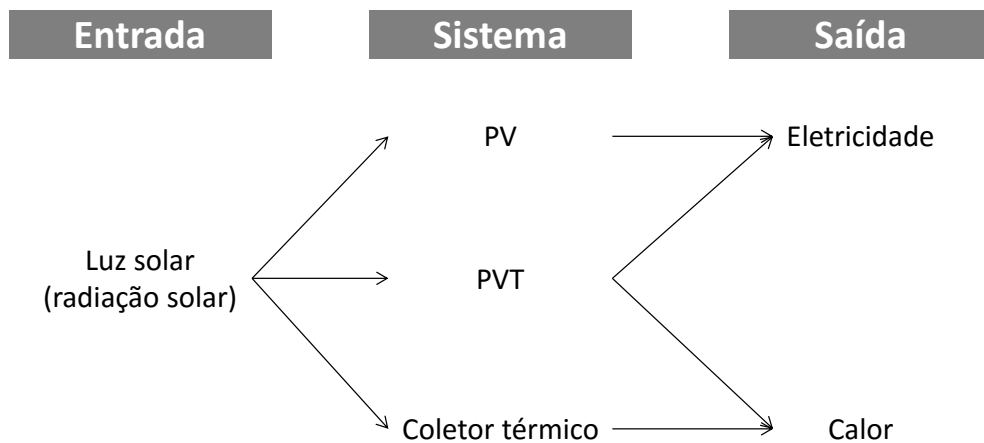 Entrada
Sistema
Saída
PV
Eletricidade
Luz solar
(radiação solar)
PVT
Coletor térmico
Calor